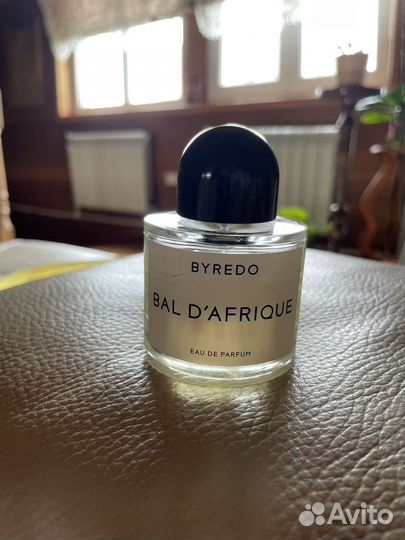 BYREDO
BAL D'AFRIQUE
EAU DE PARFUM
Avito